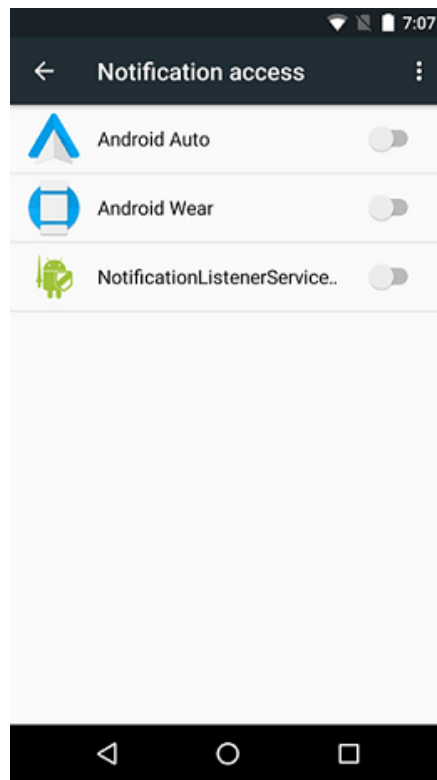 7:07
Notification access
Android Auto
Android Wear
NotificationListenerService..